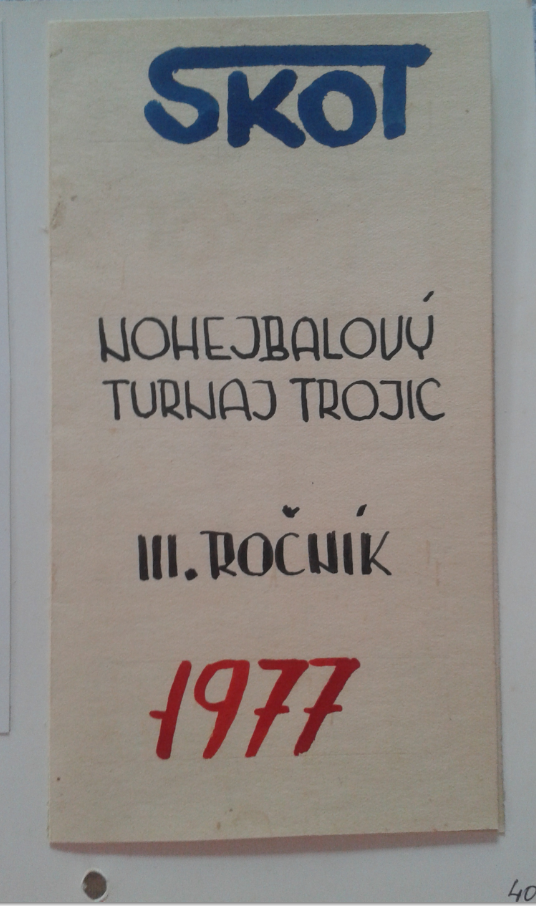 SKOT
NOHEJBALOVÝ
TURNAJ TROJIC
III. ROČNÍK
1977
40